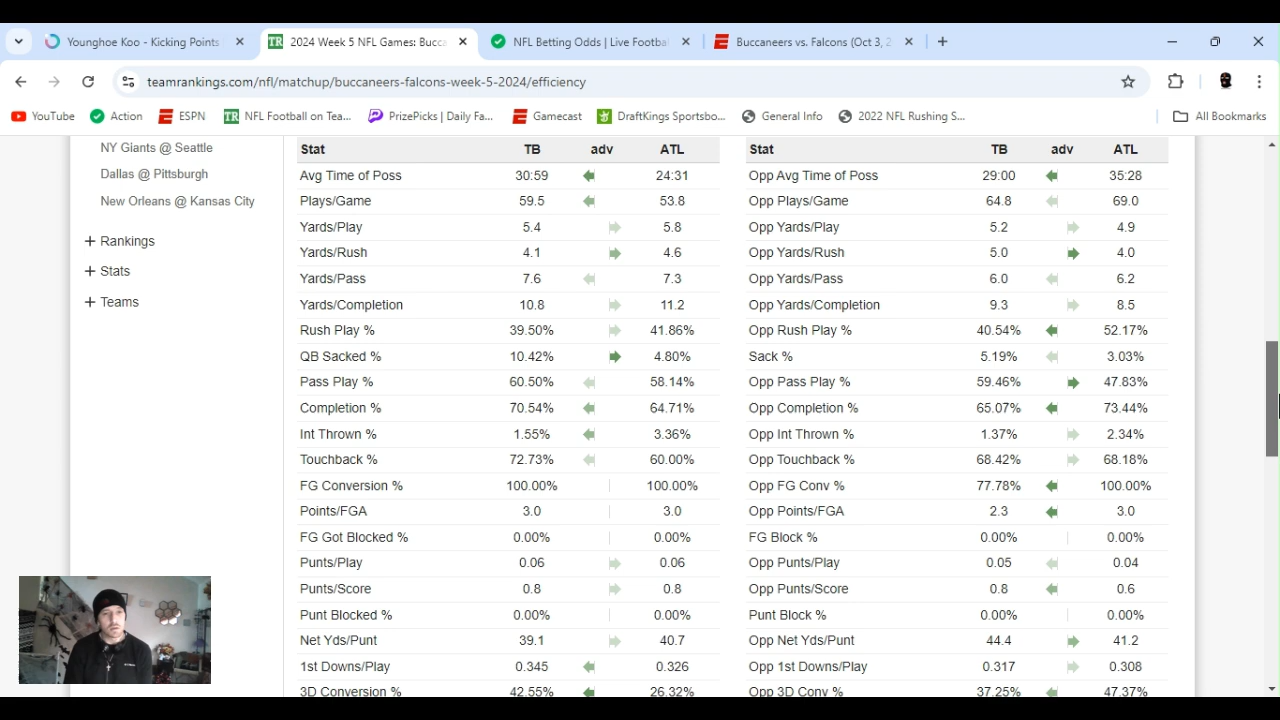 Younghoe Koo - Kicking Points
2024 Week 5 NFL Games: Bucca
NFL Betting Odds | Live Footba
Buccaneers vs. Falcons (Oct 3, 2
teamrankings.com/nfl/matchup/buccaneers-falcons-week-5-2024/efficiency
YouTube Action ESPN NFL Football on Tea... PrizePicks | Daily Fa... Gamecast DraftKings Sportsbo... General Info 2022 NFL Rushing S... All Bookmarks
NY Giants @ Seattle
Dallas @ Pittsburgh
New Orleans @ Kansas City
+ Rankings
+ Stats
+ Teams
Stat TB adv ATL
Avg Time of Poss 30:59 24:31
Plays/Game 59.5 53.8
Yards/Play 5.4 5.8
Yards/Rush 4.1 4.6
Yards/Pass 7.6 7.3
Yards/Completion 10.8 11.2
Rush Play % 39.50% 41.86%
QB Sacked % 10.42% 4.80%
Pass Play % 60.50% 58.14%
Completion % 70.54% 64.71%
Int Thrown % 1.55% 3.36%
Touchback % 72.73% 60.00%
FG Conversion % 100.00% 100.00%
Points/FGA 3.0 3.0
FG Got Blocked % 0.00% 0.00%
Punts/Play 0.06 0.06
Punts/Score 0.8 0.8
Punt Blocked % 0.00% 0.00%
Net Yds/Punt 39.1 40.7
1st Downs/Play 0.345 0.326
3D Conversion % 42.55% 26.32%
Stat TB adv ATL
Opp Avg Time of Poss 29:00 35:28
Opp Plays/Game 64.8 69.0
Opp Yards/Play 5.2 4.9
Opp Yards/Rush 5.0 4.0
Opp Yards/Pass 6.0 6.2
Opp Yards/Completion 9.3 8.5
Opp Rush Play % 40.54% 52.17%
Sack % 5.19% 3.03%
Opp Pass Play % 59.46% 47.83%
Opp Completion % 65.07% 73.44%
Opp Int Thrown % 1.37% 2.34%
Opp Touchback % 68.42% 68.18%
Opp FG Conv % 77.78% 100.00%
Opp Points/FGA 2.3 3.0
FG Block % 0.00% 0.00%
Opp Punts/Play 0.05 0.04
Opp Punts/Score 0.8 0.6
Punt Block % 0.00% 0.00%
Opp Net Yds/Punt 44.4 41.2
Opp 1st Downs/Play 0.317 0.308
Opp 3D Conv % 37.25% 47.37%